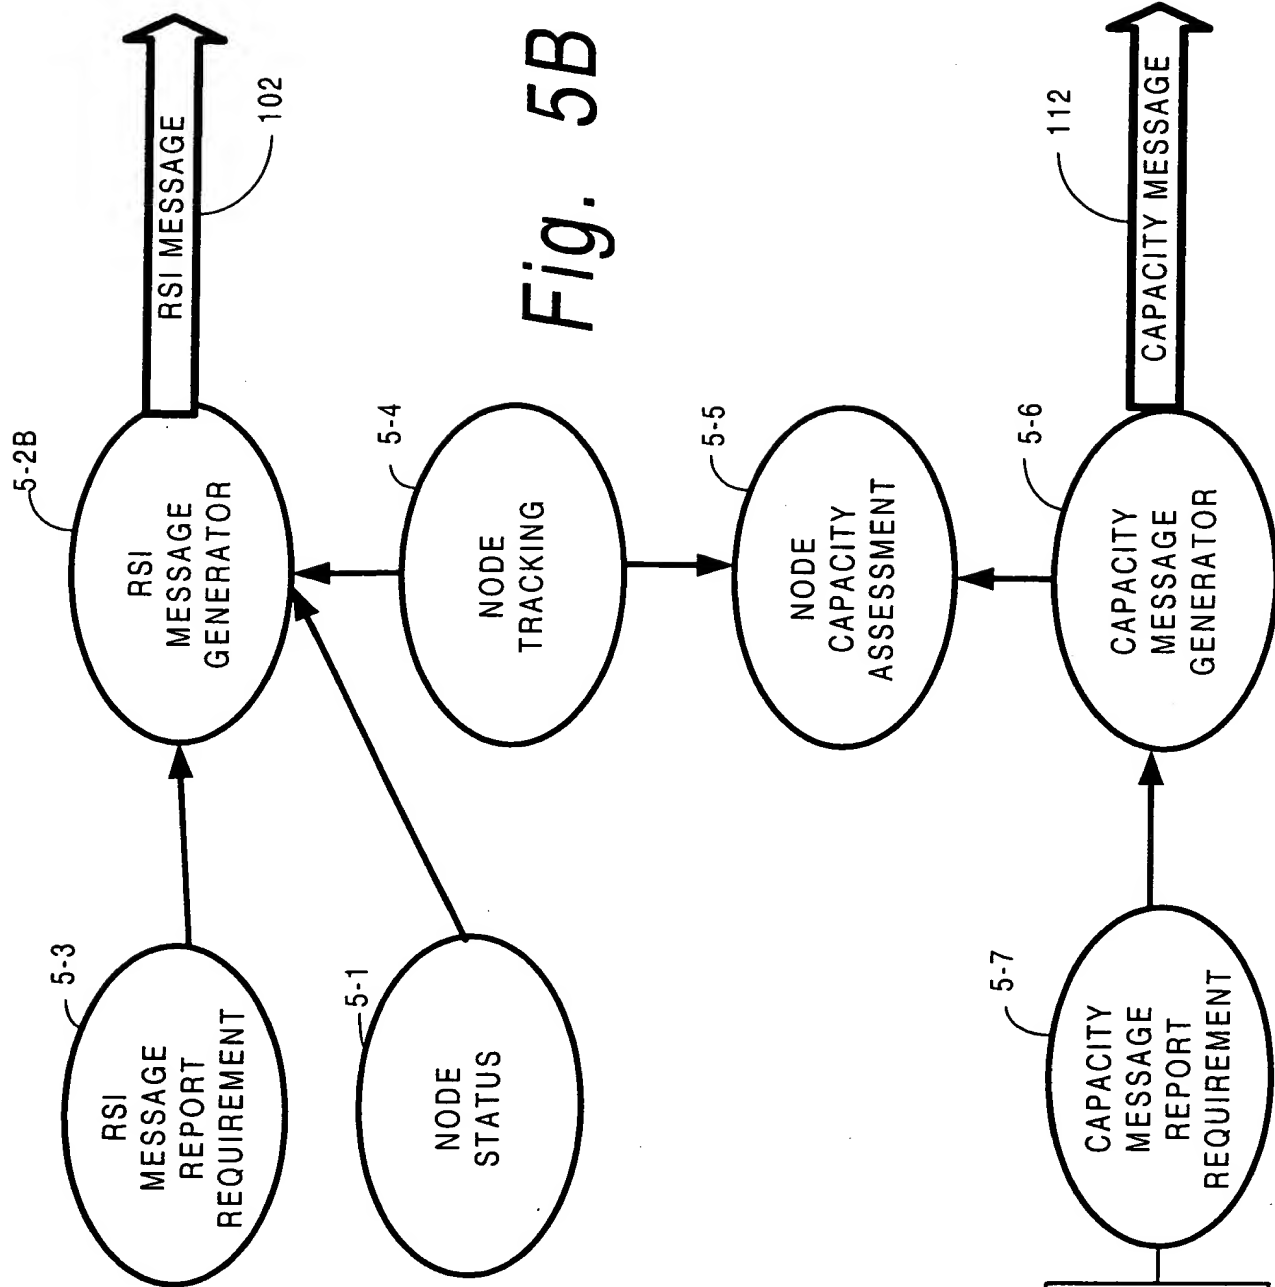 RSI
MESSAGE
REPORT
REQUIREMENT
5-3
RSI
MESSAGE
GENERATOR
5-2B
RSI MESSAGE
102
NODE
STATUS
5-1
NODE
TRACKING
5-4
Fig. 5B
NODE
CAPACITY
ASSESSMENT
5-5
CAPACITY
MESSAGE
REPORT
REQUIREMENT
5-7
CAPACITY
MESSAGE
GENERATOR
5-6
CAPACITY MESSAGE
112